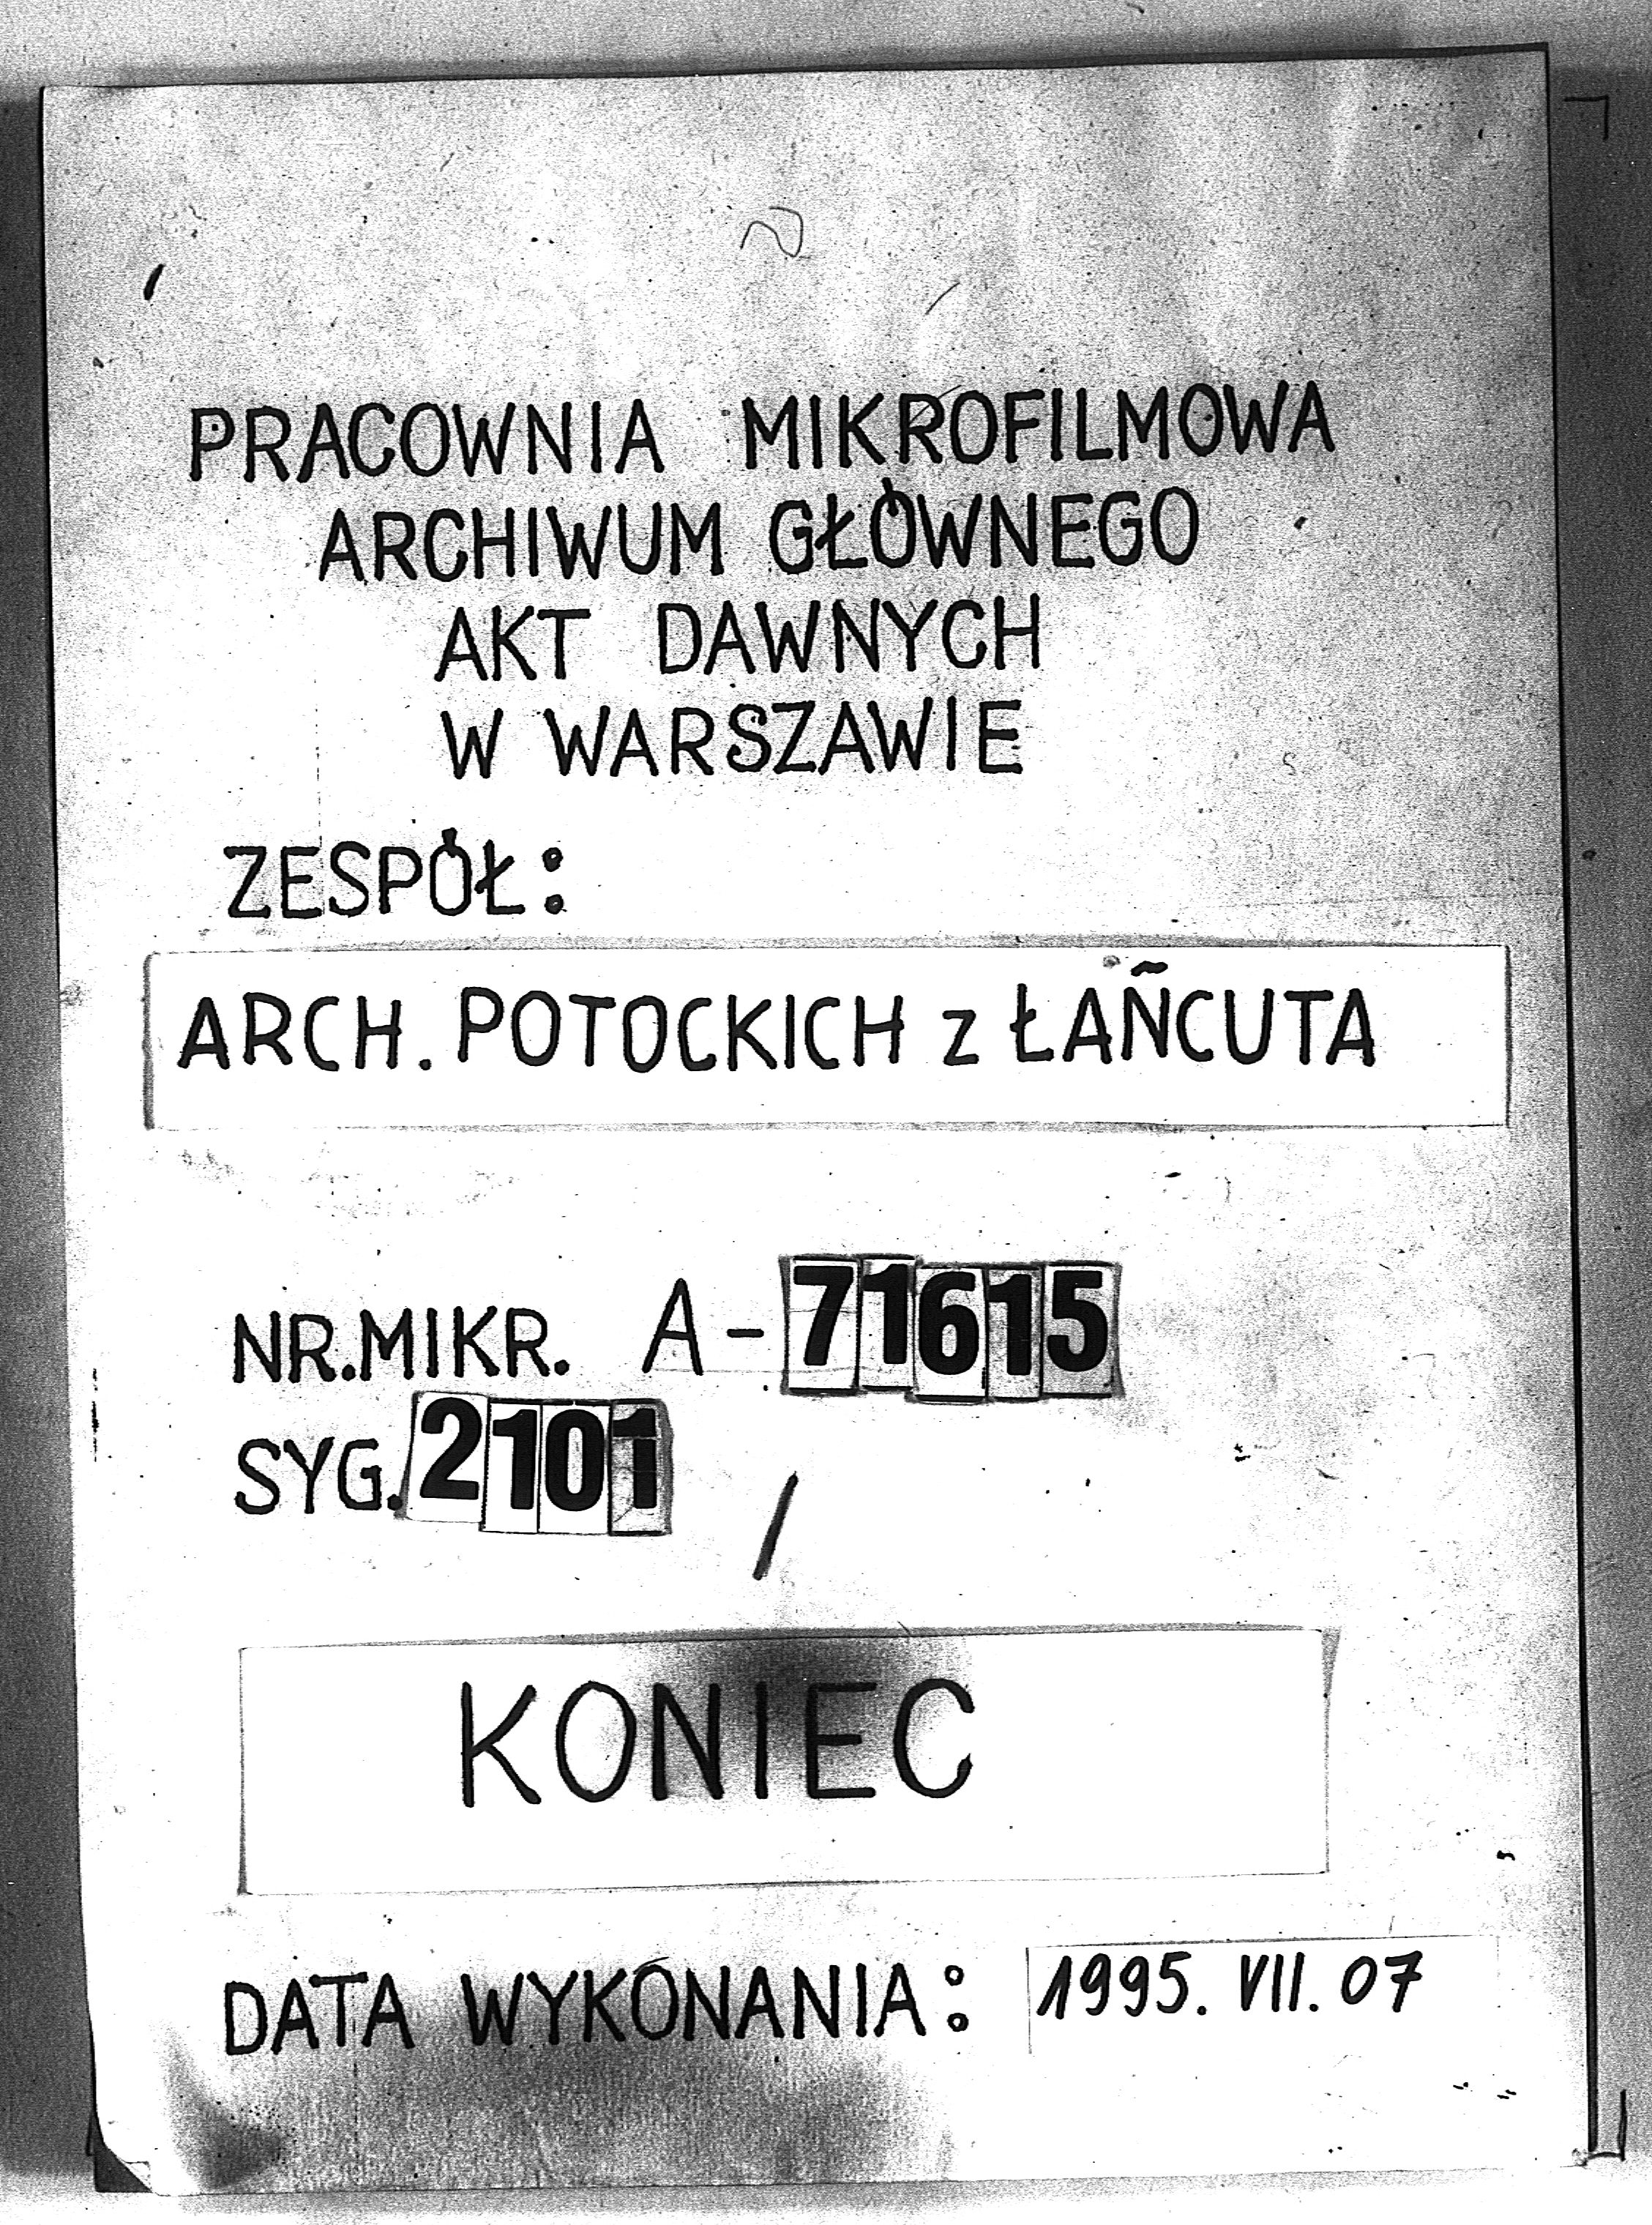 PRACOWNIA MIKROFILMOWA
ARCHIWUM GŁÓWNEGO
AKT DAWNYCH
W WARSZAWIE
ZESPÓŁ:
ARCH. POTOCKICH z ŁAÑCUTA
NR. MIKR. A-71615
SYG. 2101
KONIEC
DATA WYKONANIA: 1995. VII. 07